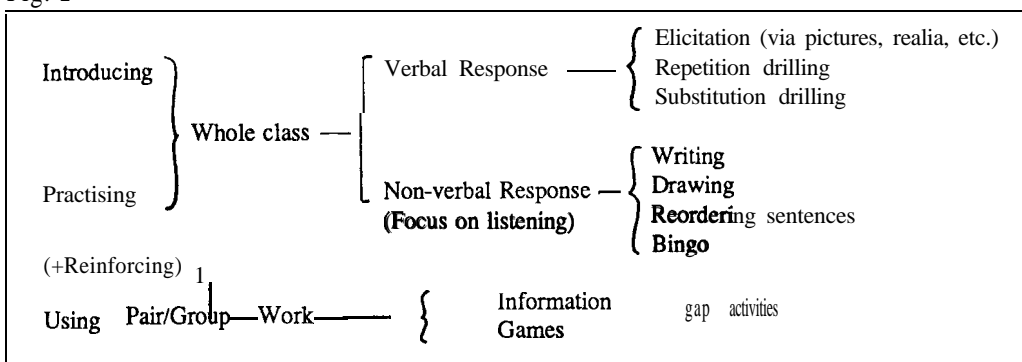 Introducing
Practising
Whole class
Verbal Response
Elicitation (via pictures, realia, etc.)
Repetition drilling
Substitution drilling
Non-verbal Response
(Focus on listening)
Writing
Drawing
Reordering sentences
Bingo
(+Reinforcing) 1
Using Pair/Group Work
Information gap activities
Games